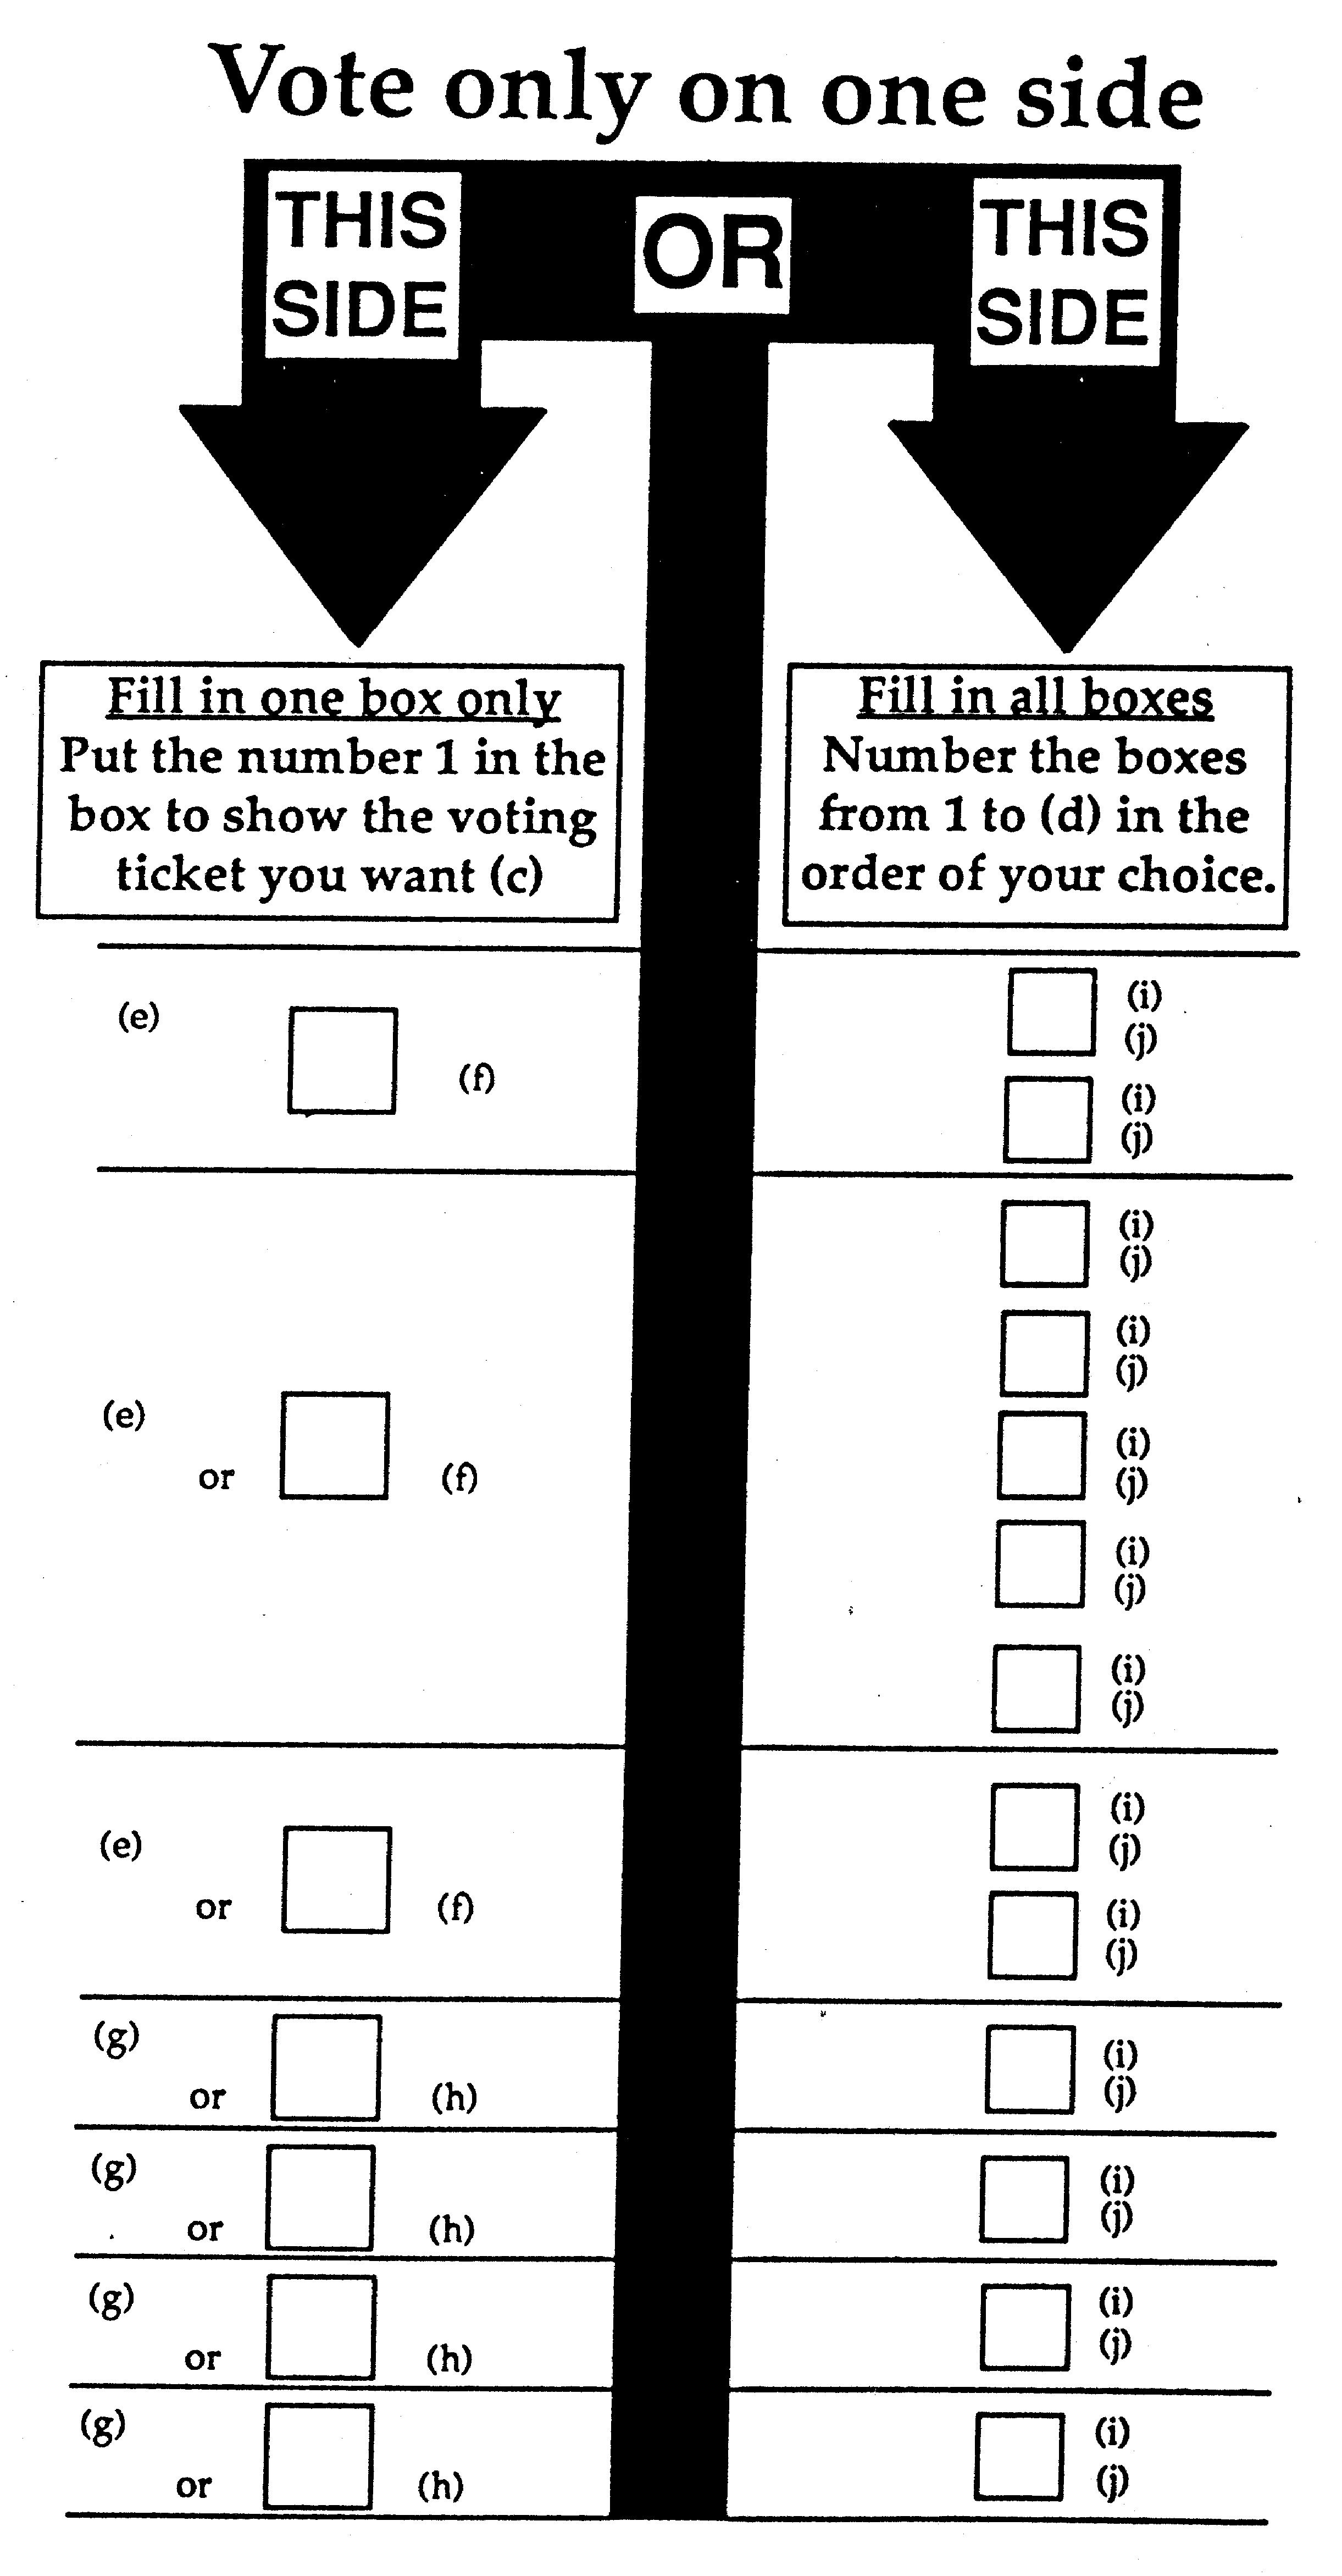 Vote only on one side
THIS
SIDE
OR
THIS
SIDE
Fill in one box only
Put the number 1 in the
box to show the voting
ticket you want (c)
Fill in all boxes
Number the boxes
from 1 to (d) in the
order of your choice.
(e)
(f)
(i)
(j)
(i)
(j)
(e)
or
(f)
(i)
(j)
(i)
(j)
(i)
(j)
(i)
(j)
(i)
(j)
(e)
or
(f)
(i)
(j)
(i)
(j)
(g)
or
(h)
(i)
(j)
(g)
or
(h)
(i)
(j)
(g)
or
(h)
(i)
(j)
(g)
or
(h)
(i)
(j)